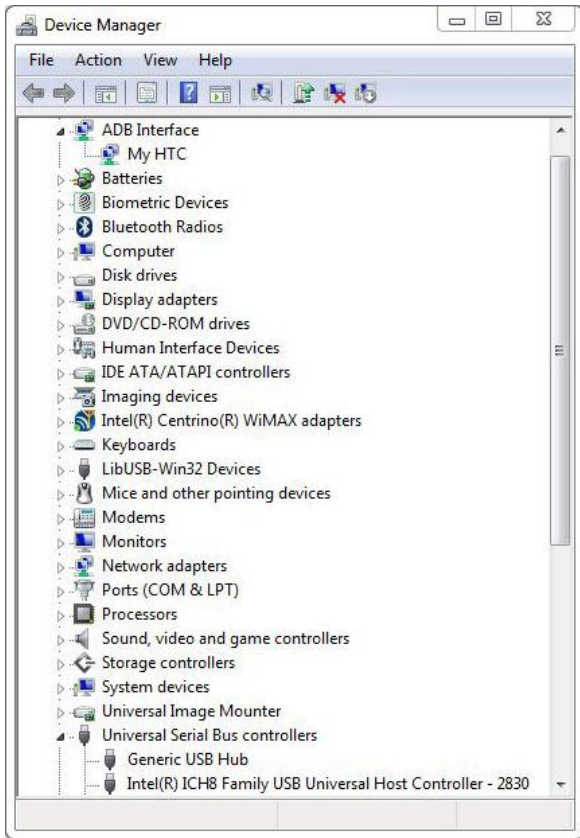 Device Manager
File Action View Help
ADB Interface
My HTC
Batteries
Biometric Devices
Bluetooth Radios
Computer
Disk drives
Display adapters
DVD/CD-ROM drives
Human Interface Devices
IDE ATA/ATAPI controllers
Imaging devices
Intel(R) Centrino(R) WiMAX adapters
Keyboards
LibUSB-Win32 Devices
Mice and other pointing devices
Modems
Monitors
Network adapters
Ports (COM & LPT)
Processors
Sound, video and game controllers
Storage controllers
System devices
Universal Image Mounter
Universal Serial Bus controllers
Generic USB Hub
Intel(R) ICH8 Family USB Universal Host Controller - 2830